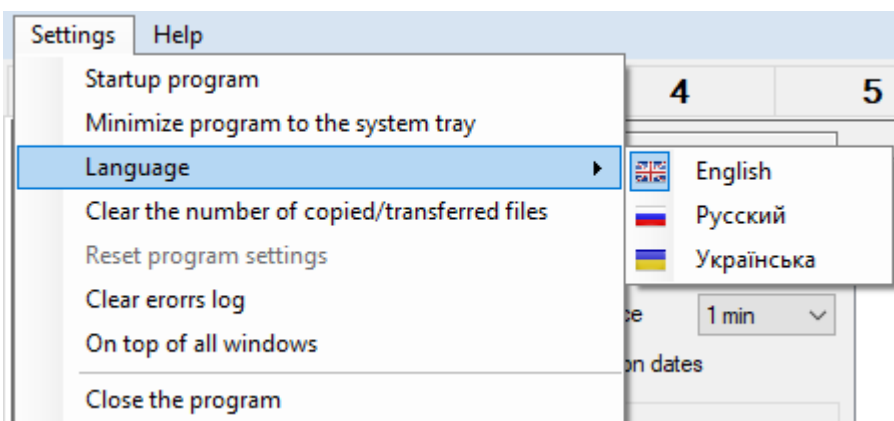 Settings Help
Startup program
4 5
Minimize program to the system tray
Language
English
Clear the number of copied/transferred files
Русский
Reset program settings
Українська
Clear erorrs log
1 min
On top of all windows
on dates
Close the program